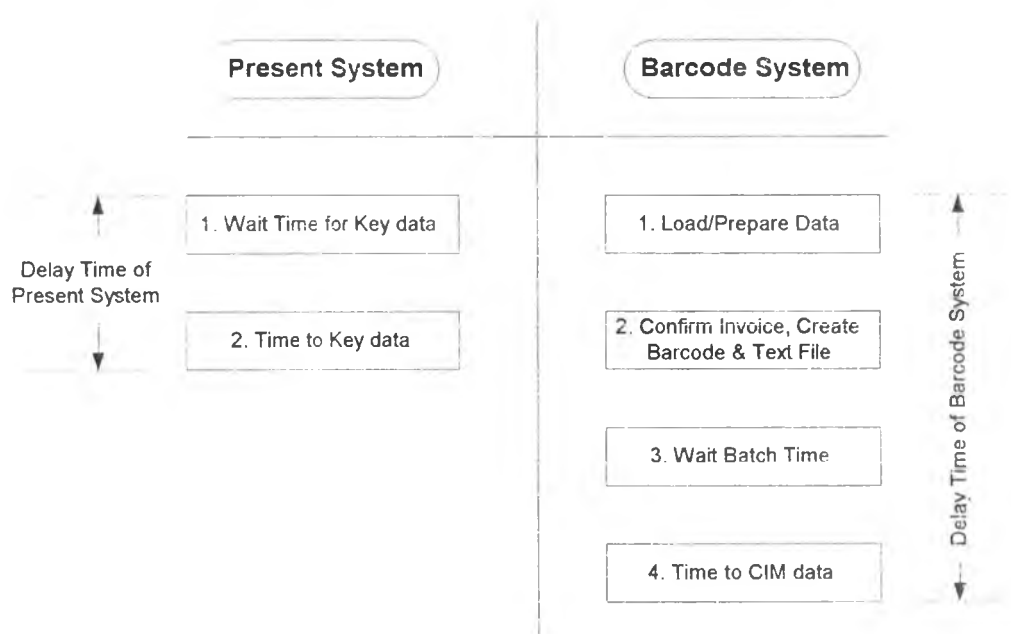 Present System
Barcode System
Delay Time of
Present System
1. Wait Time for Key data
2. Time to Key data
1. Load/Prepare Data
2. Confirm Invoice, Create
Barcode & Text File
3. Wait Batch Time
4. Time to CIM data
Delay Time of Barcode System